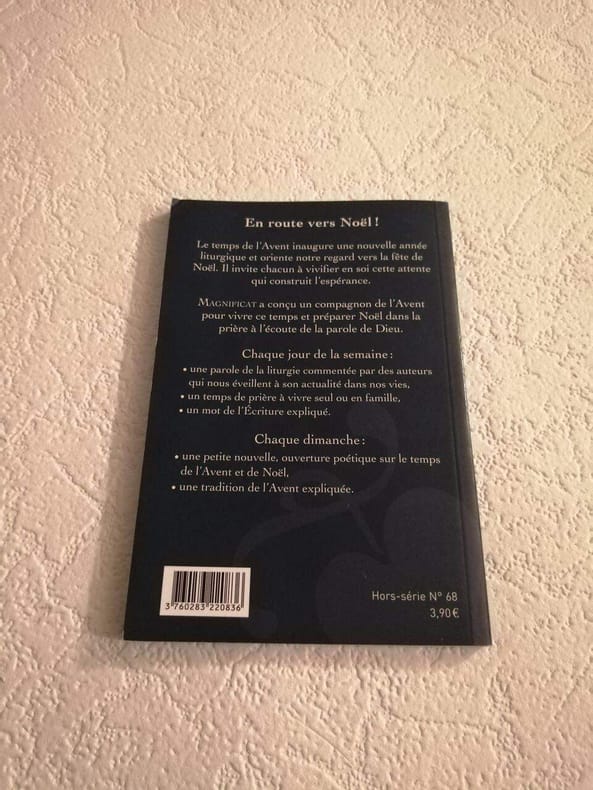 En route vers Noël !
Le temps de l'Avent inaugure une nouvelle année
liturgique et oriente notre regard vers la fête de
Noël. Il invite chacun à vivifier en soi cette attente
qui construit l'espérance.
MAGNIFICAT a conçu un compagnon de l'Avent
pour vivre ce temps et préparer Noël dans la
prière à l'écoute de la parole de Dieu.
Chaque jour de la semaine :
• une parole de la liturgie commentée par des auteurs
qui nous éveillent à son actualité dans nos vies,
• un temps de prière à vivre seul ou en famille,
• un mot de l'Écriture expliqué.
Chaque dimanche :
• une petite nouvelle, ouverture poétique sur le temps
de l'Avent et de Noël,
• une tradition de l'Avent expliquée.
Hors-série N° 68
3,90 €
3 760283 220836